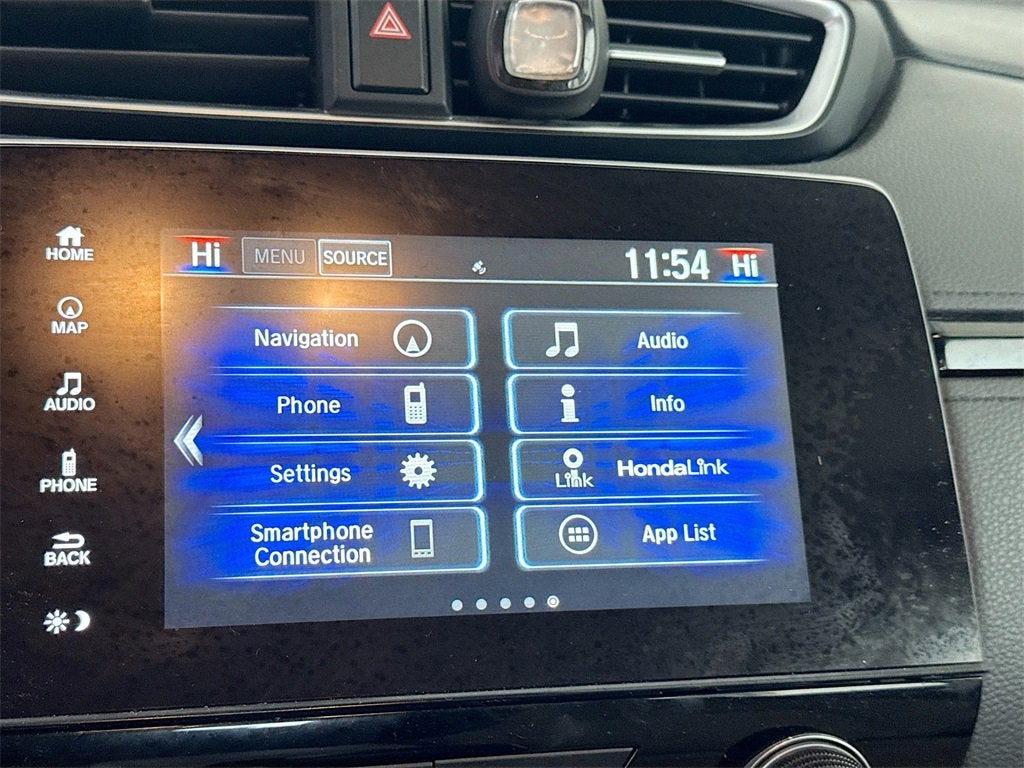 Hi MENU SOURCE 11:54 Hi
HOME
MAP
AUDIO
PHONE
BACK
Navigation
Audio
Phone
Info
Settings
Link HondaLink
Smartphone
Connection
App List